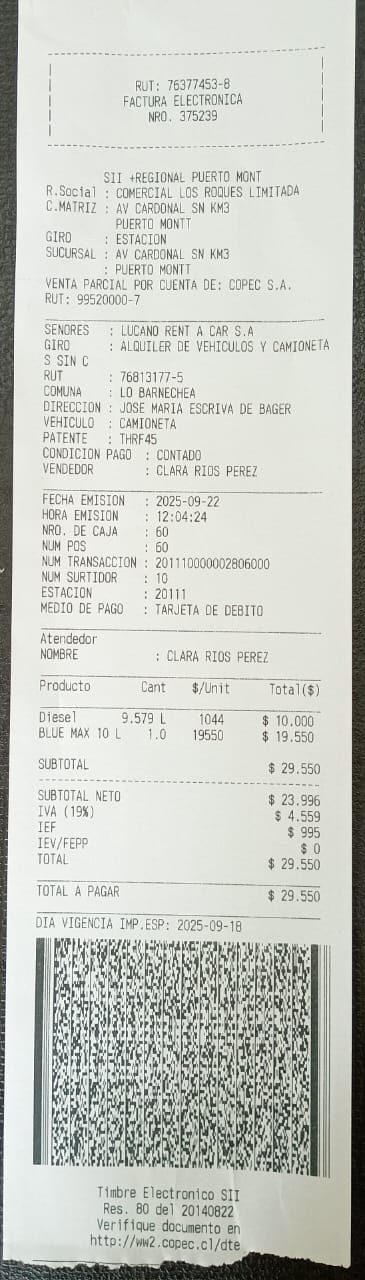 RUT: 76377453-8
FACTURA ELECTRONICA
NRO. 375239
SII +REGIONAL PUERTO MONT
R.Social : COMERCIAL LOS ROQUES LIMITADA
C.MATRIZ : AV CARDONAL SN KM3
PUERTO MONTT
GIRO : ESTACION
SUCURSAL : AV CARDONAL SN KM3
: PUERTO MONTT
VENTA PARCIAL POR CUENTA DE: COPEC S.A.
RUT: 99520000-7
SENORES : LUCANO RENT A CAR S.A
GIRO : ALQUILER DE VEHICULOS Y CAMIONETA
S SIN C
RUT : 76813177-5
COMUNA : LO BARNECHEA
DIRECCION : JOSE MARIA ESCRIVA DE BAGER
VEHICULO : CAMIONETA
PATENTE : THRF45
CONDICION PAGO : CONTADO
VENDEDOR : CLARA RIOS PEREZ
FECHA EMISION : 2025-09-22
HORA EMISION : 12:04:24
NRO. DE CAJA : 60
NUM POS : 60
NUM TRANSACCION : 201110000002806000
NUM SURTIDOR : 10
ESTACION : 20111
MEDIO DE PAGO : TARJETA DE DEBITO
Atendedor
NOMBRE : CLARA RIOS PEREZ
Producto Cant $/Unit Total($)
Diesel 9.579 L 1044 $ 10.000
BLUE MAX 10 L 1.0 19550 $ 19.550
SUBTOTAL $ 29.550
SUBTOTAL NETO $ 23.996
IVA (19%) $ 4.559
IEF $ 995
IEV/FEPP $ 0
TOTAL $ 29.550
TOTAL A PAGAR $ 29.550
DIA VIGENCIA IMP.ESP: 2025-09-18
Timbre Electronico SII
Res. 80 del 20140822
Verifique documento en
http://ww2.copec.cl/dte